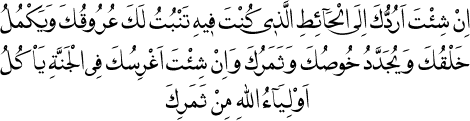 اِنْ شِئْتَ اَرُدُّكَ اِلَى الْحَٓائِطِ الَّذ۪ى كُنْتَ ف۪يهِ تَنْبُتُ لَكَ عُرُوقُكَ وَيَكْمُلُ
خَلْقُكَ وَيُجَدَّدُ خُوصُكَ وَثَمَرُكَ وَاِنْ شِئْتَ اَغْرِسُكَ فِى الْجَنَّةِ يَاْكُلُ
اَوْلِيَٓاءُ اللّٰهِ مِنْ ثَمَرِكَ